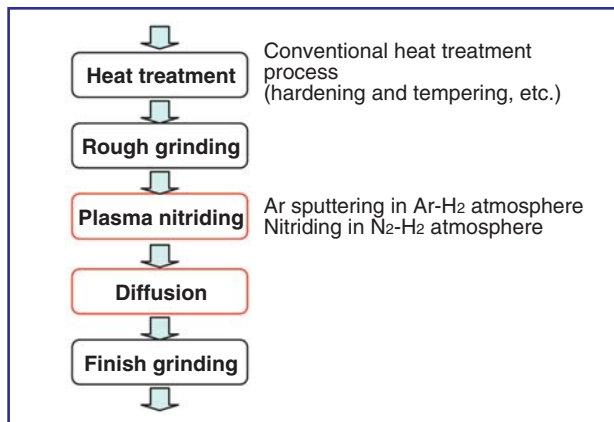 Heat treatment
Conventional heat treatment
process
(hardening and tempering, etc.)
Rough grinding
Plasma nitriding
Ar sputtering in Ar-H2 atmosphere
Nitriding in N2-H2 atmosphere
Diffusion
Finish grinding